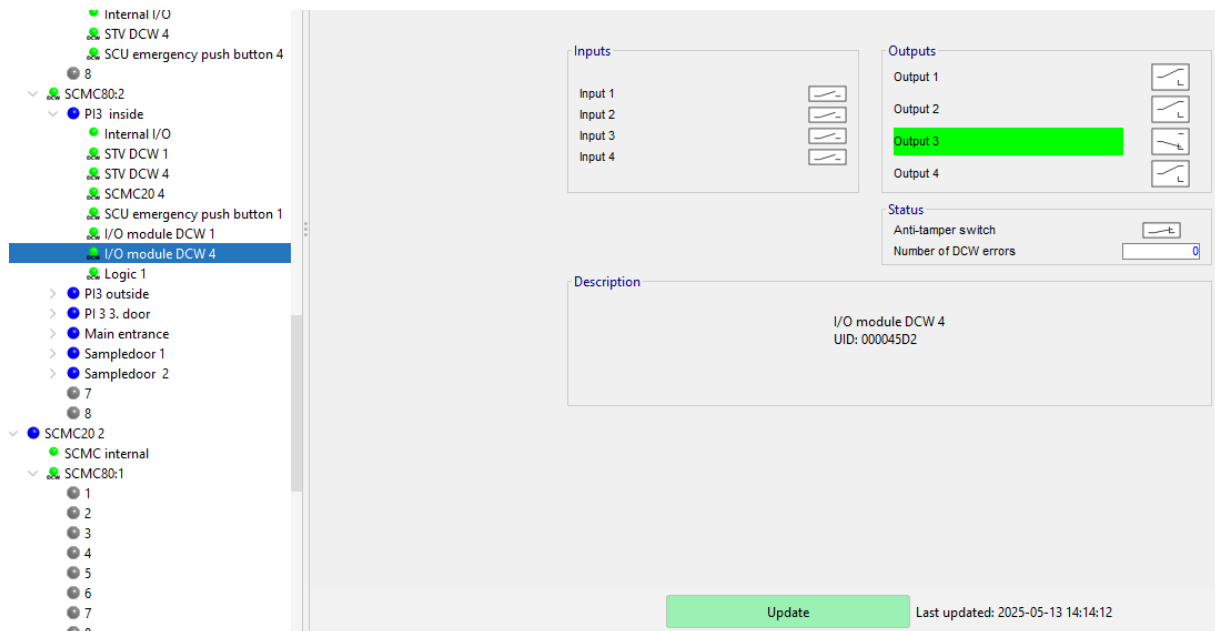 Internal I/O
STV DCW 4
SCU emergency push button 4
8
SCMC80:2
PI3 inside
Internal I/O
STV DCW 1
STV DCW 4
SCMC20 4
SCU emergency push button 1
I/O module DCW 1
I/O module DCW 4
Logic 1
PI3 outside
PI 3 3. door
Main entrance
Sampledoor 1
Sampledoor 2
7
8
SCMC20 2
SCMC internal
SCMC80:1
1
2
3
4
5
6
7
Inputs
Input 1
Input 2
Input 3
Input 4
Outputs
Output 1
Output 2
Output 3
Output 4
Status
Anti-tamper switch
Number of DCW errors 0
Description
I/O module DCW 4
UID: 000045D2
Update Last updated: 2025-05-13 14:14:12